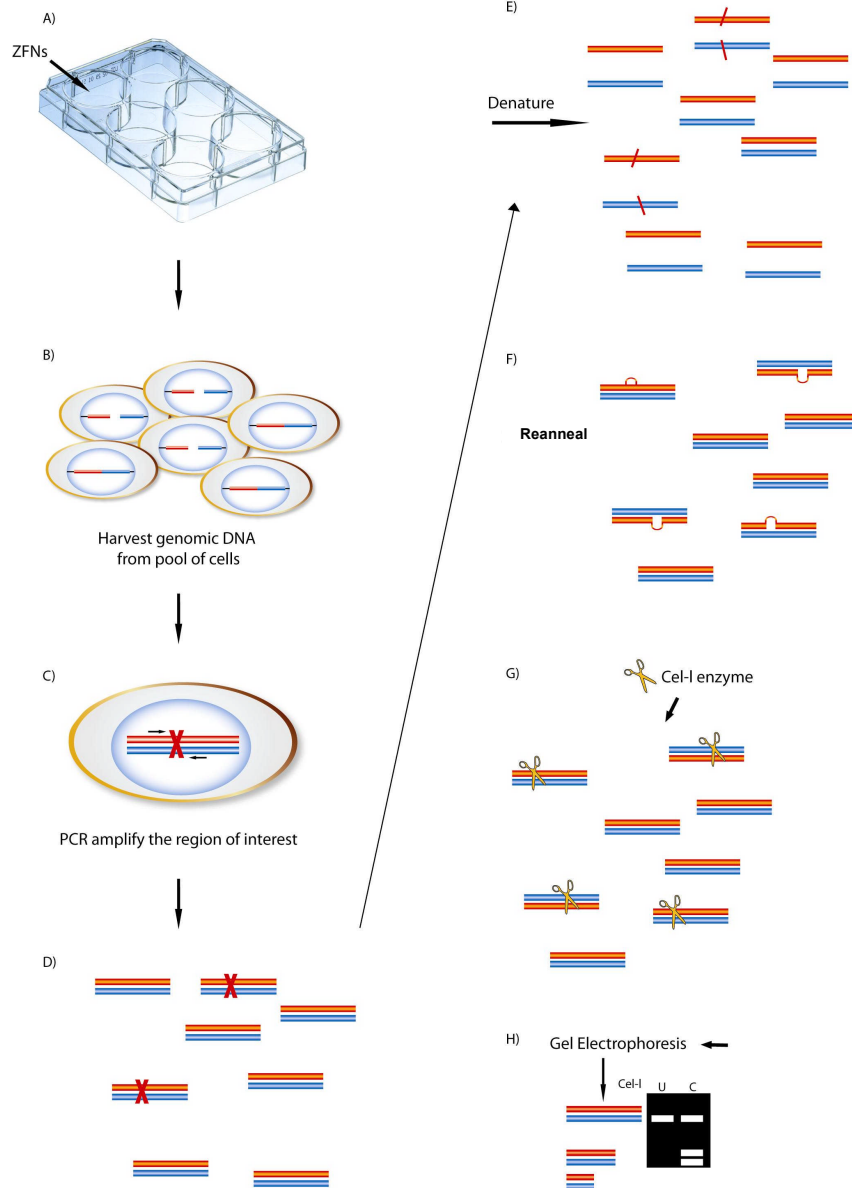 A)
ZFNs
B)
Harvest genomic DNA
from pool of cells
C)
PCR amplify the region of interest
D)
E)
Denature
F)
Reanneal
G)
Cel-I enzyme
H)
Gel Electrophoresis
Cel-I
U C